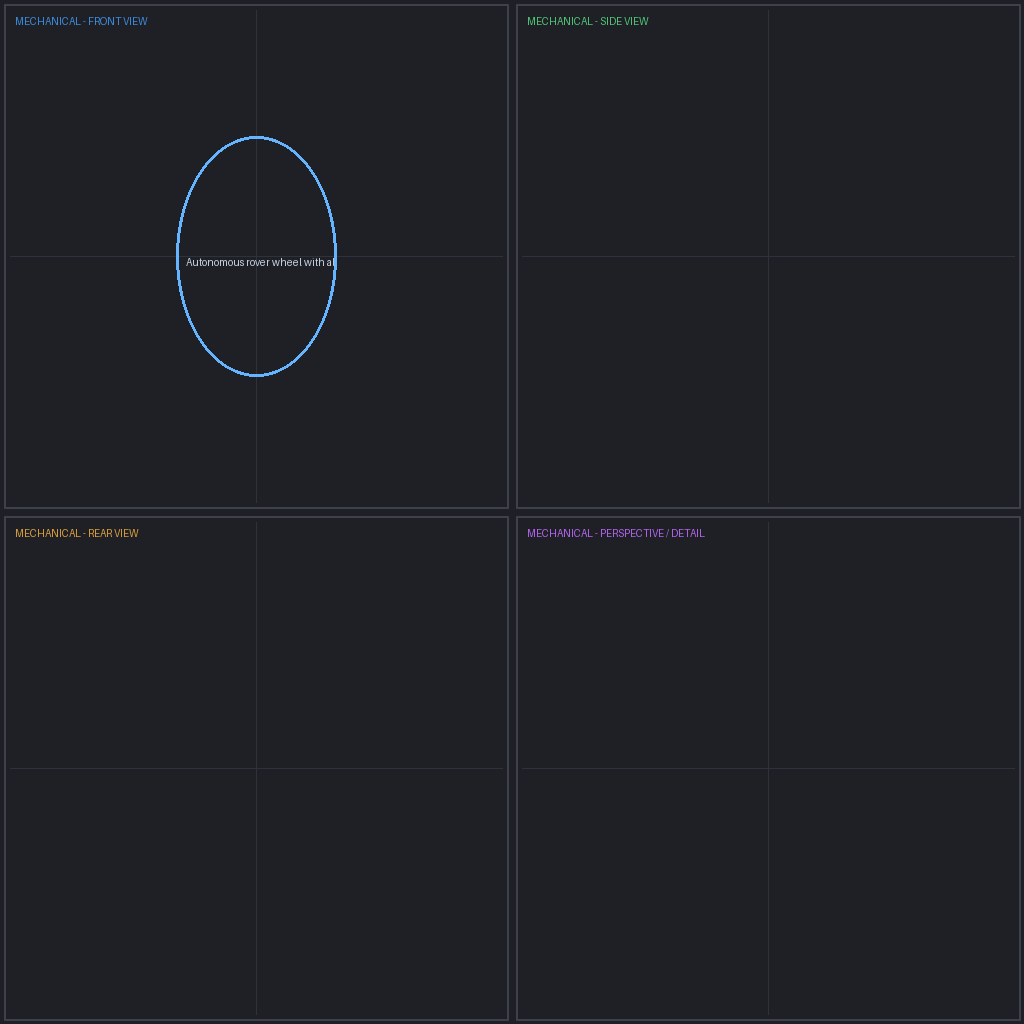 MECHANICAL - FRONT VIEW
MECHANICAL - SIDE VIEW
Autonomous rover wheel with
MECHANICAL - REAR VIEW
MECHANICAL - PERSPECTIVE / DETAIL